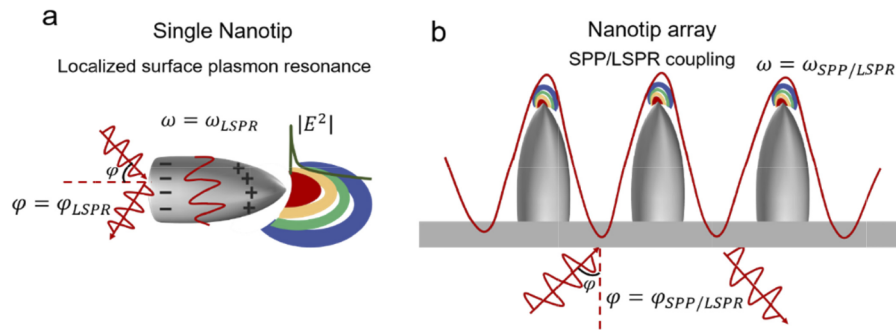 a
Single Nanotip
Localized surface plasmon resonance
ω = ω_LSPR
|E²|
φ
φ = φ_LSPR
− + 
− +
− +
− +
b
Nanotip array
SPP/LSPR coupling
ω = ω_SPP/LSPR
φ
φ = φ_SPP/LSPR